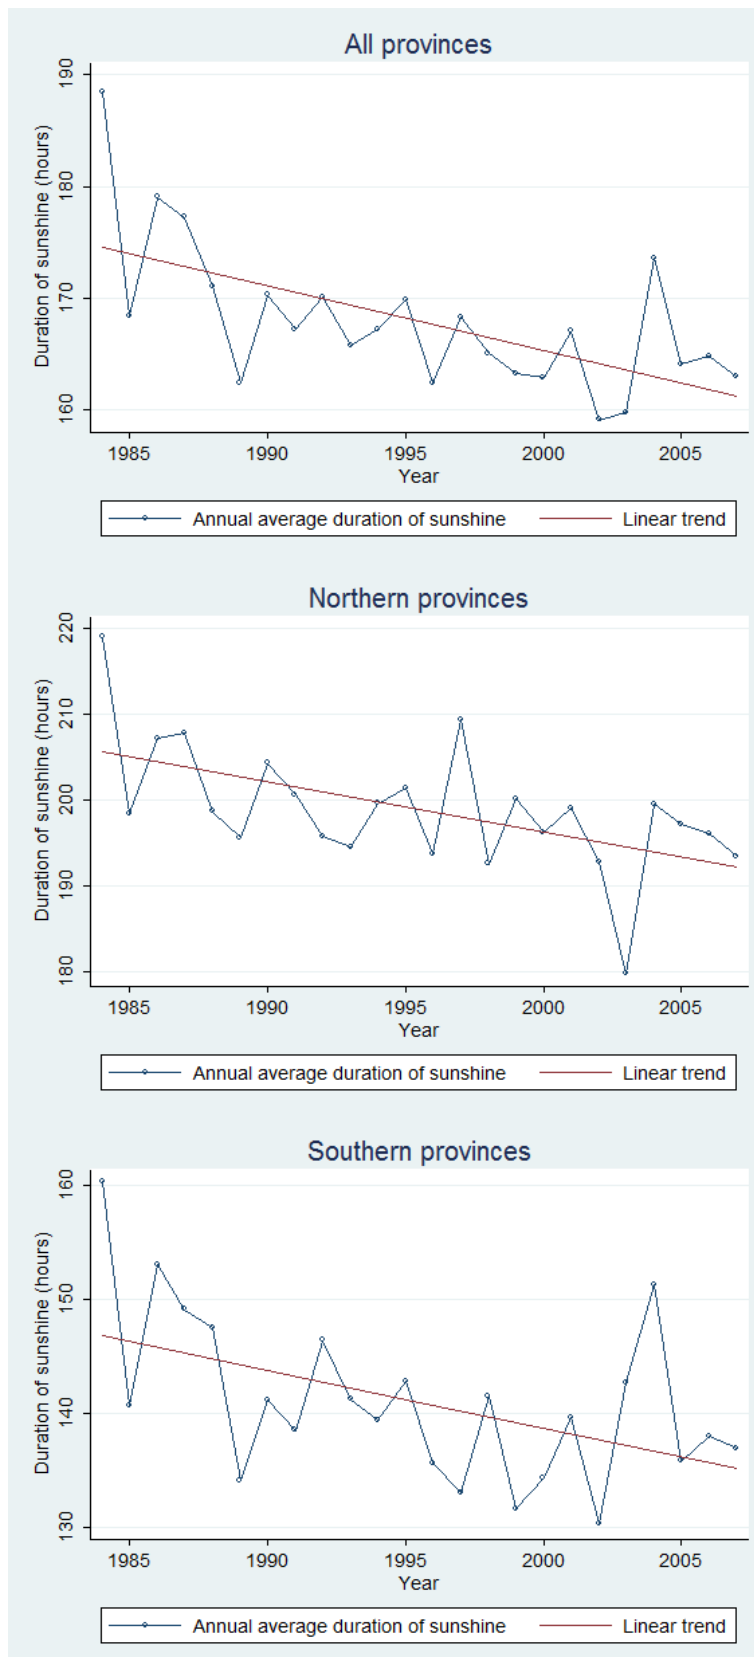 All provinces
Duration of sunshine (hours)
190
180
170
160
1985 1990 1995 2000 2005
Year
Annual average duration of sunshine Linear trend
Northern provinces
Duration of sunshine (hours)
220
210
200
190
180
1985 1990 1995 2000 2005
Year
Annual average duration of sunshine Linear trend
Southern provinces
Duration of sunshine (hours)
160
150
140
130
1985 1990 1995 2000 2005
Year
Annual average duration of sunshine Linear trend